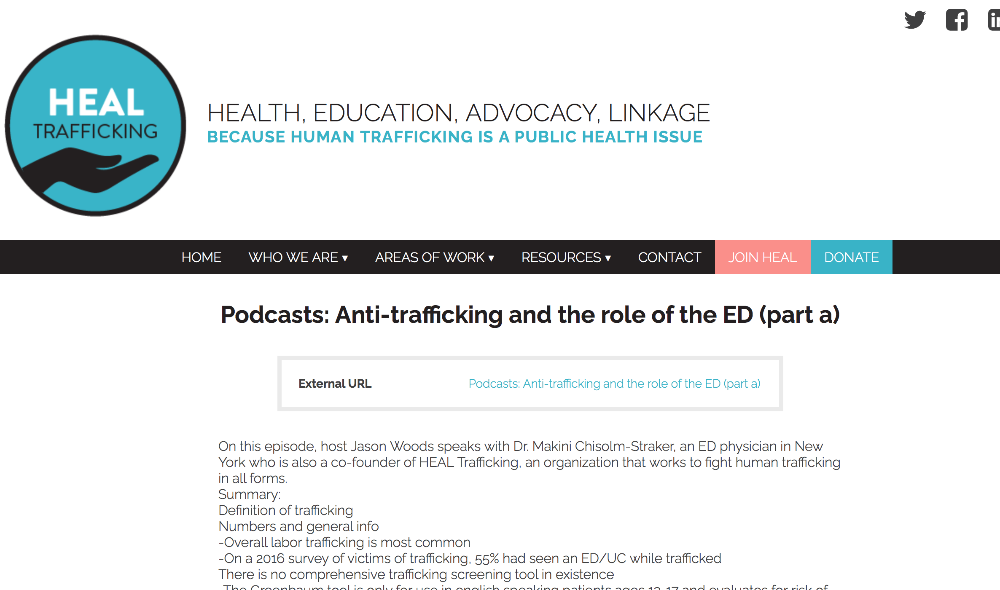 HEAL
TRAFFICKING
HEALTH, EDUCATION, ADVOCACY, LINKAGE
BECAUSE HUMAN TRAFFICKING IS A PUBLIC HEALTH ISSUE
HOME WHO WE ARE ▾ AREAS OF WORK ▾ RESOURCES ▾ CONTACT JOIN HEAL DONATE
Podcasts: Anti-trafficking and the role of the ED (part a)
External URL Podcasts: Anti-trafficking and the role of the ED (part a)
On this episode, host Jason Woods speaks with Dr. Makini Chisolm-Straker, an ED physician in New
York who is also a co-founder of HEAL Trafficking, an organization that works to fight human trafficking
in all forms.
Summary:
Definition of trafficking
Numbers and general info
-Overall labor trafficking is most common
-On a 2016 survey of victims of trafficking, 55% had seen an ED/UC while trafficked
There is no comprehensive trafficking screening tool in existence
-The Greenbaum tool is only for use in english speaking patients ages 13-17 and evaluates for risk of